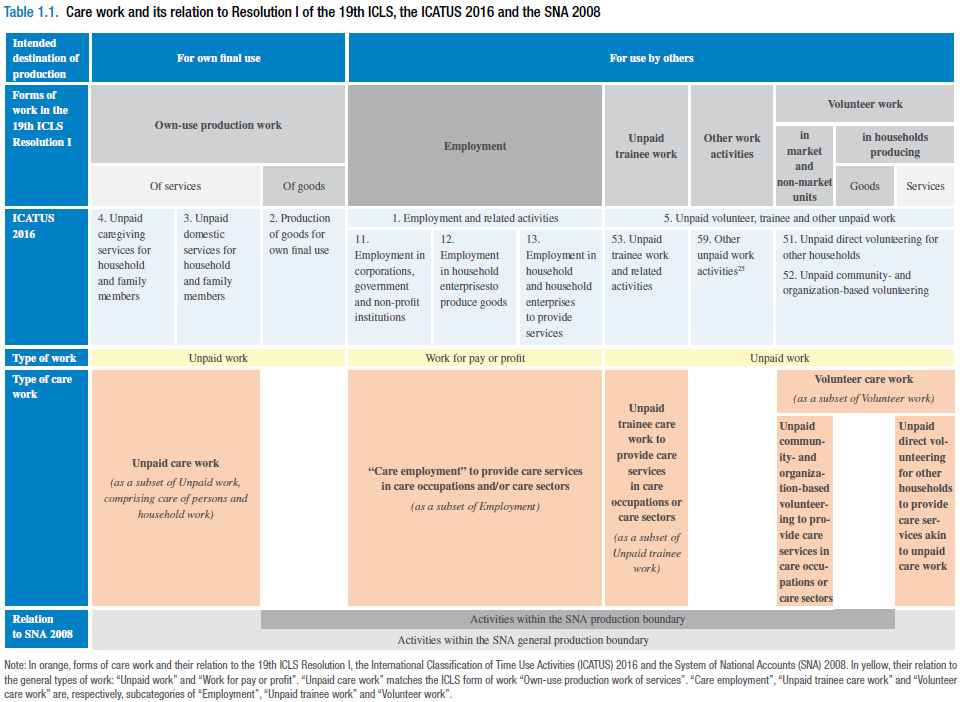 Table 1.1. Care work and its relation to Resolution I of the 19th ICLS, the ICATUS 2016 and the SNA 2008
Intended
destination of
production
For own final use
For use by others
Forms of
work in the
19th ICLS
Resolution I
Own-use production work
Of services
Of goods
Employment
Unpaid
trainee work
Other work
activities
Volunteer work
in
market
and
non-market
units
in households
producing
Goods
Services
ICATUS
2016
4. Unpaid
caregiving
services for
household
and family
members
3. Unpaid
domestic
services for
household
and family
members
2. Production
of goods for
own final use
1. Employment and related activities
11.
Employment in
corporations,
government
and non-profit
institutions
12.
Employment
in household
enterprisesto
produce goods
13.
Employment in
household
and household
enterprises
to provide
services
5. Unpaid volunteer, trainee and other unpaid work
53. Unpaid
trainee work
and related
activities
59. Other
unpaid work
activities25
51. Unpaid direct volunteering for
other households
52. Unpaid community- and
organization-based volunteering
Type of work
Unpaid work
Work for pay or profit
Unpaid work
Type of care
work
Unpaid care work
(as a subset of Unpaid work,
comprising care of persons and
household work)
“Care employment” to provide care services
in care occupations and/or care sectors
(as a subset of Employment)
Unpaid
trainee care
work to
provide care
services
in care
occupations or
care sectors
(as a subset of
Unpaid trainee
work)
Volunteer care work
(as a subset of Volunteer work)
Unpaid
commun-
ity- and
organiza-
tion-based
volunteer-
ing to pro-
vide care
services in
care occu-
pations or
care sectors
Unpaid
direct vol-
unteering
for other
households
to provide
care ser-
vices akin
to unpaid
care work
Relation
to SNA 2008
Activities within the SNA production boundary
Activities within the SNA general production boundary
Note: In orange, forms of care work and their relation to the 19th ICLS Resolution I, the International Classification of Time Use Activities (ICATUS) 2016 and the System of National Accounts (SNA) 2008. In yellow, their relation to
the general types of work: “Unpaid work” and “Work for pay or profit”. “Unpaid care work” matches the ICLS form of work “Own-use production work of services”. “Care employment”, “Unpaid trainee care work” and “Volunteer
care work” are, respectively, subcategories of “Employment”, “Unpaid trainee work” and “Volunteer work”.